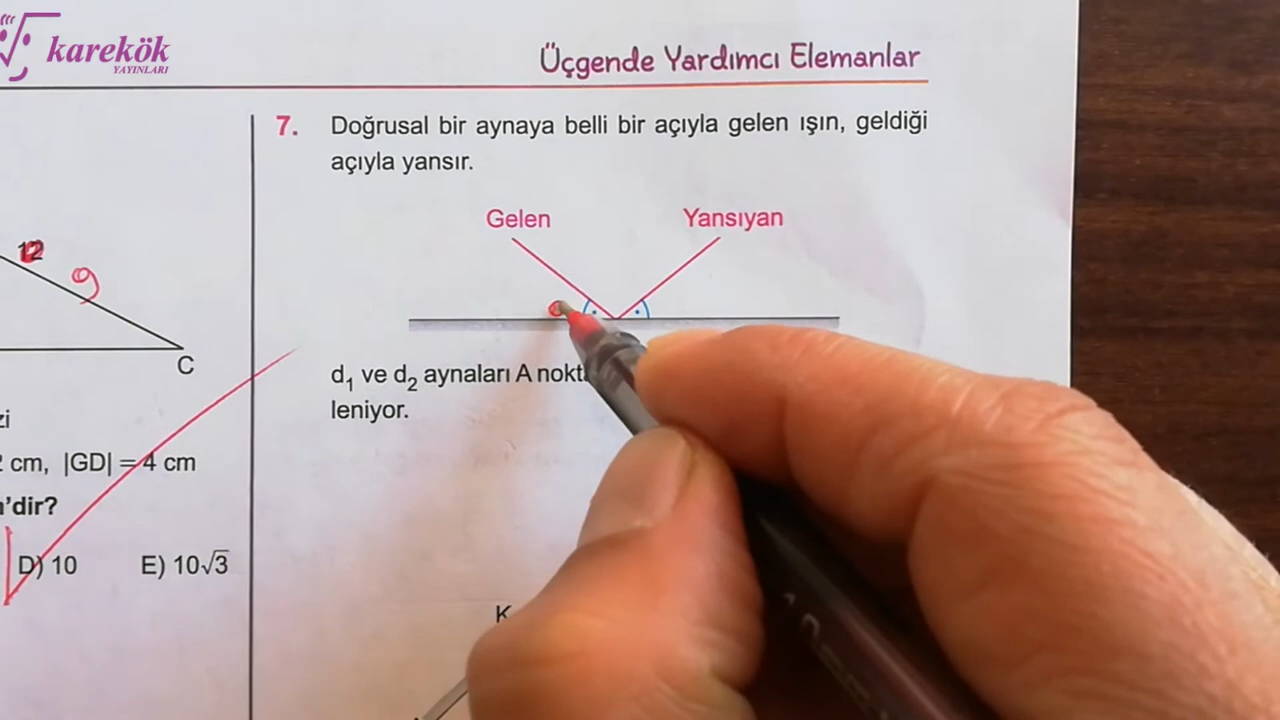 karekök
YAYINLARI
Üçgende Yardımcı Elemanlar
12
9
C
zi
cm, |GD| = 4 cm
'dir?
D) 10 E) 10√3
7. Doğrusal bir aynaya belli bir açıyla gelen ışın, geldiği
açıyla yansır.
Gelen Yansıyan
d₁ ve d₂ aynaları A nokt
leniyor.
K